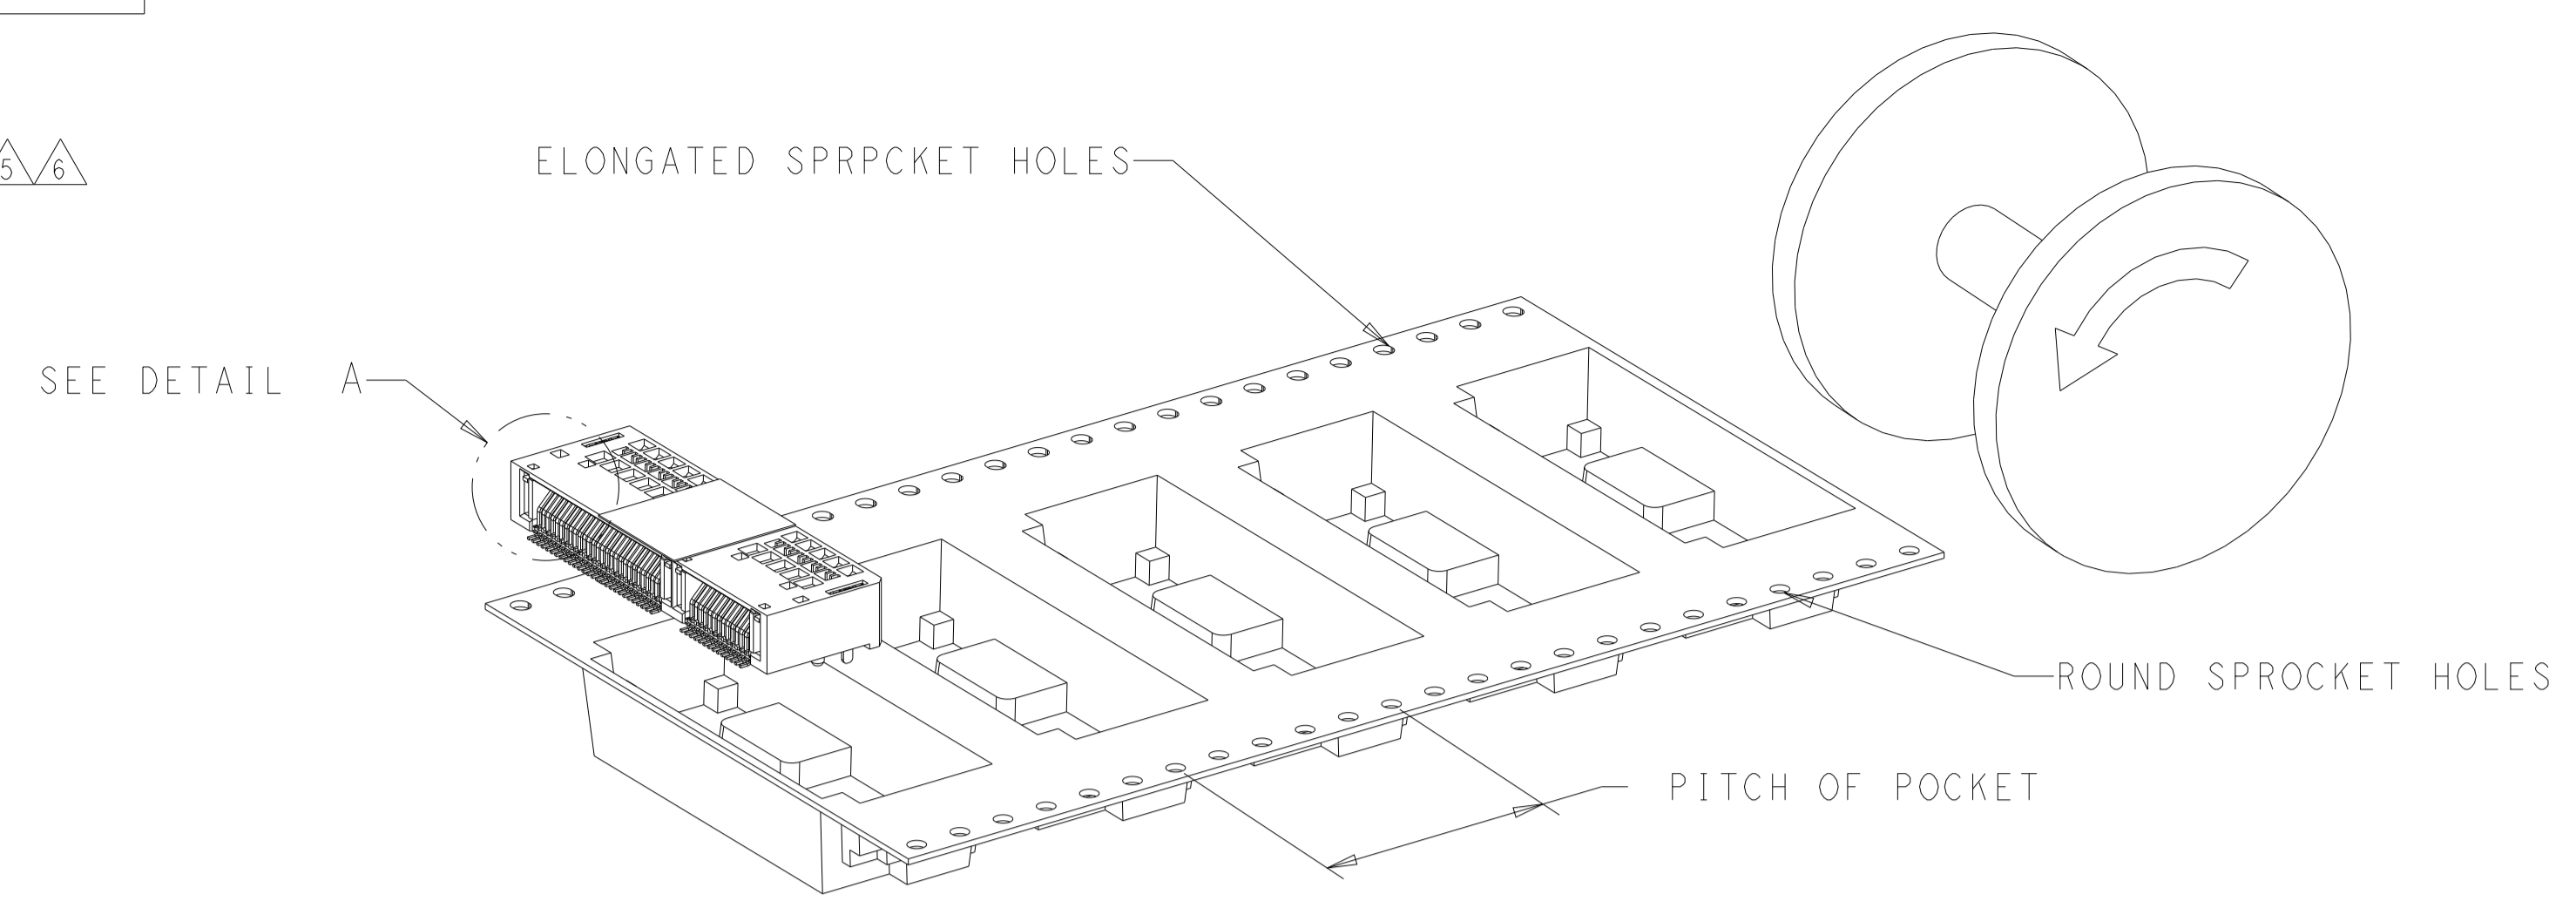 5 6
ELONGATED SPRPCKET HOLES
SEE DETAIL A
ROUND SPROCKET HOLES
PITCH OF POCKET